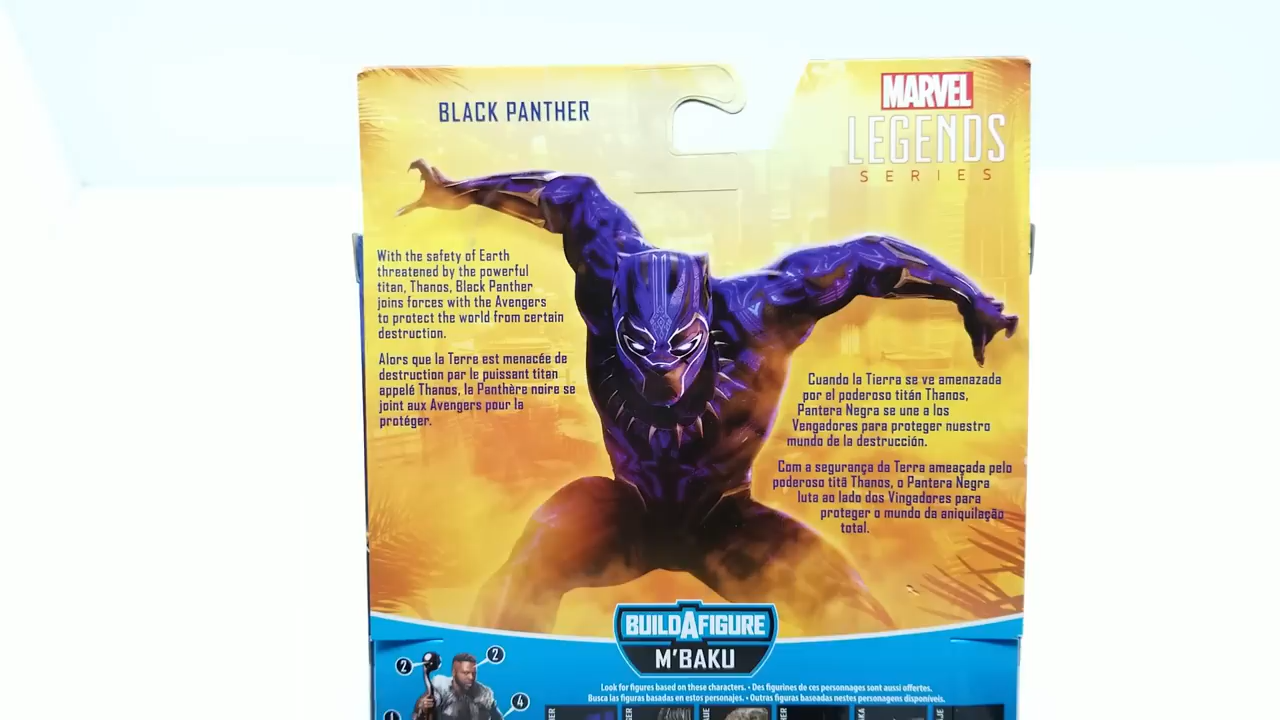 BLACK PANTHER
MARVEL
LEGENDS
SERIES
With the safety of Earth
threatened by the powerful
titan, Thanos, Black Panther
joins forces with the Avengers
to protect the world from certain
destruction.
Alors que la Terre est menacée de
destruction par le puissant titan
appelé Thanos, la Panthère noire se
joint aux Avengers pour la
protéger.
Cuando la Tierra se ve amenazada
por el poderoso titán Thanos,
Pantera Negra se une a los
Vengadores para proteger nuestro
mundo de la destrucción.
Com a segurança da Terra ameaçada pelo
poderoso titã Thanos, o Pantera Negra
luta ao lado dos Vingadores para
proteger o mundo da aniquilação
total.
BUILDAFIGURE
M'BAKU
2
2
4
Look for figures based on these characters. • Des figurines de ces personnages sont aussi offertes.
Busca las figuras basadas en estos personajes. • Outras figuras baseadas nestes personagens disponíveis.